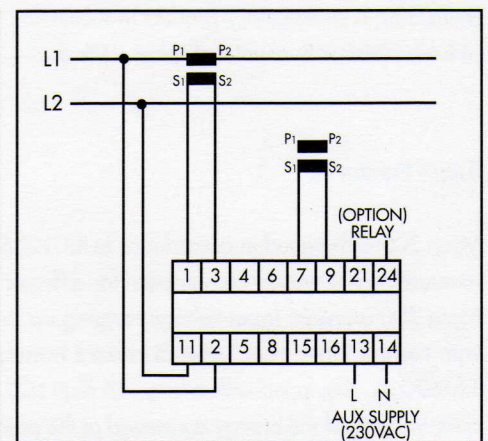 P1 P2
L1
S1 S2
L2
P1 P2
S1 S2
(OPTION)
RELAY
1 3 4 6 7 9 21 24
11 2 5 8 15 16 13 14
L N
AUX SUPPLY
(230VAC)